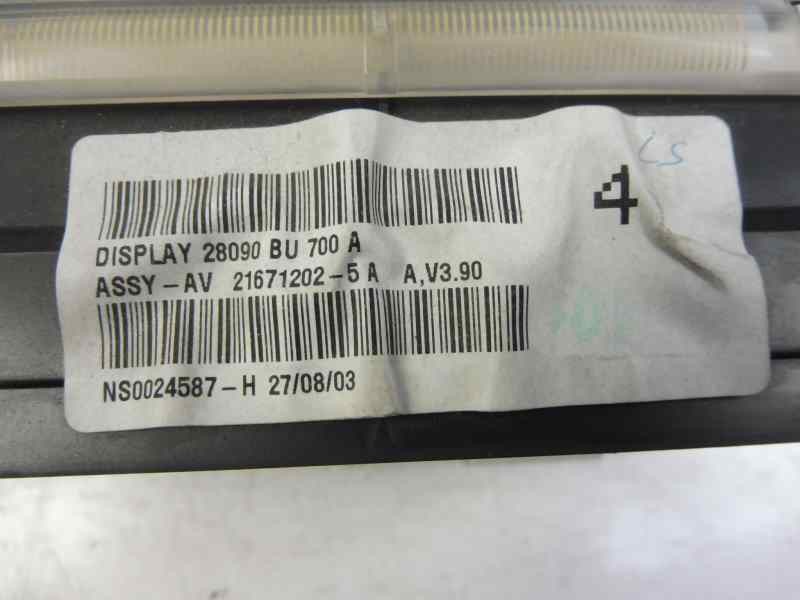 4
DISPLAY 28090 BU 700 A
ASSY-AV 21671202-5 A A,V3.90
NS0024587-H 27/08/03